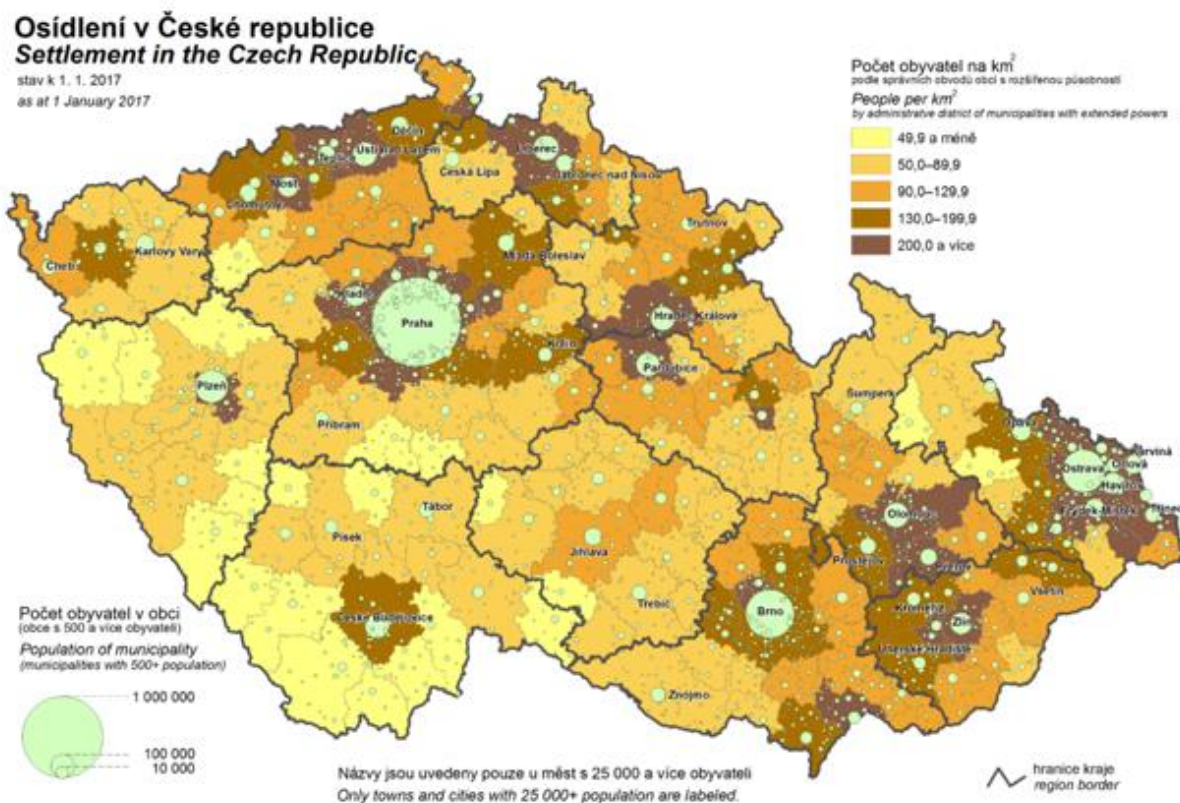 Osídlení v České republice
Settlement in the Czech Republic
stav k 1. 1. 2017
as at 1 January 2017
Počet obyvatel na km²
podle správních obvodů obcí s rozšířenou působností
People per km²
by administrative district of municipalities with extended powers
49,9 a méně
50,0–89,9
90,0–129,9
130,0–199,9
200,0 a více
Děčín
Teplice
Ústí nad Labem
Liberec
Most
Česká Lípa
Jablonec nad Nisou
Chomutov
Trutnov
Karlovy Vary
Mladá Boleslav
Cheb
Kladno
Hradec Králové
Praha
Kolín
Pardubice
Plzeň
Šumperk
Příbram
Opava
Karviná
Orlová
Ostrava
Havířov
Tábor
Olomouc
Frýdek-Místek
Třinec
Písek
Jihlava
Prostějov
Přerov
Třebíč
Vsetín
Brno
Kroměříž
České Budějovice
Zlín
Uherské Hradiště
Znojmo
Počet obyvatel v obci
(obce s 500 a více obyvateli)
Population of municipality
(municipalities with 500+ population)
1 000 000
100 000
10 000
Názvy jsou uvedeny pouze u měst s 25 000 a více obyvateli
Only towns and cities with 25 000+ population are labeled.
hranice kraje
region border